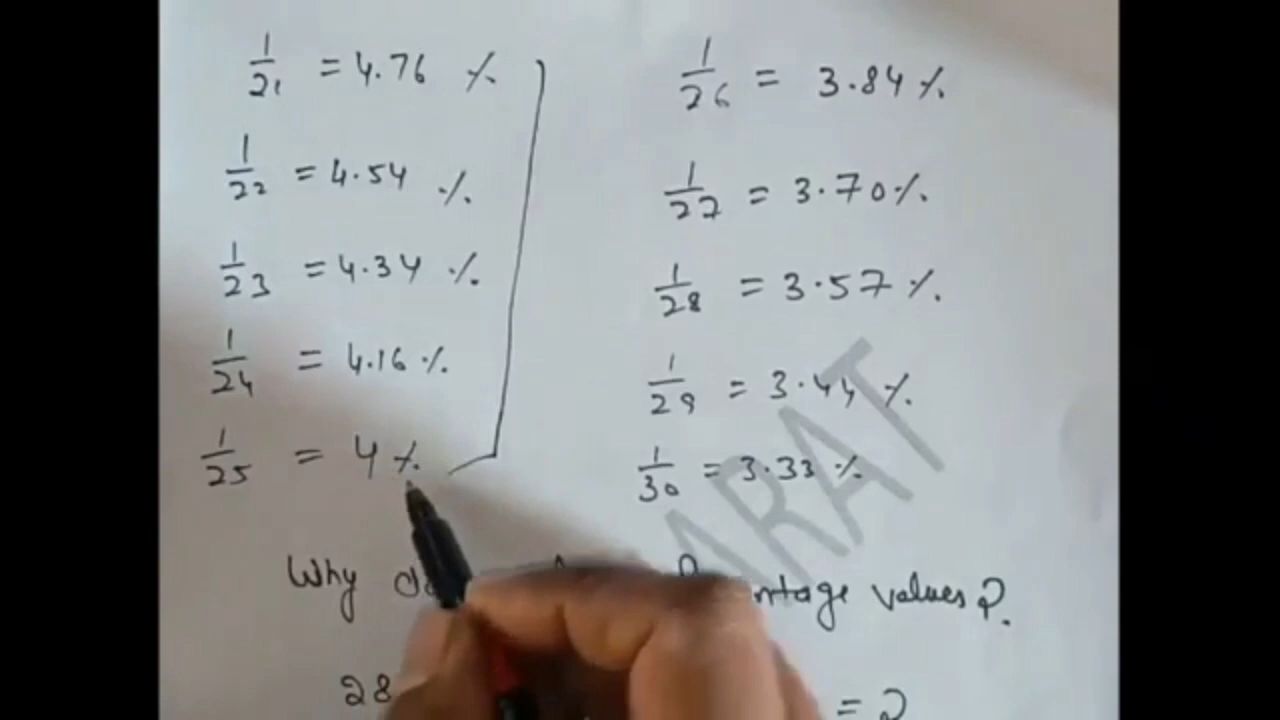 1/21 = 4.76 %
1/22 = 4.54 %
1/23 = 4.34 %
1/24 = 4.16 %
1/25 = 4 %
1/26 = 3.84 %
1/27 = 3.70 %
1/28 = 3.57 %
1/29 = 3.44 %
1/30 = 3.33 %
ARAT
Why values?
28 = 2